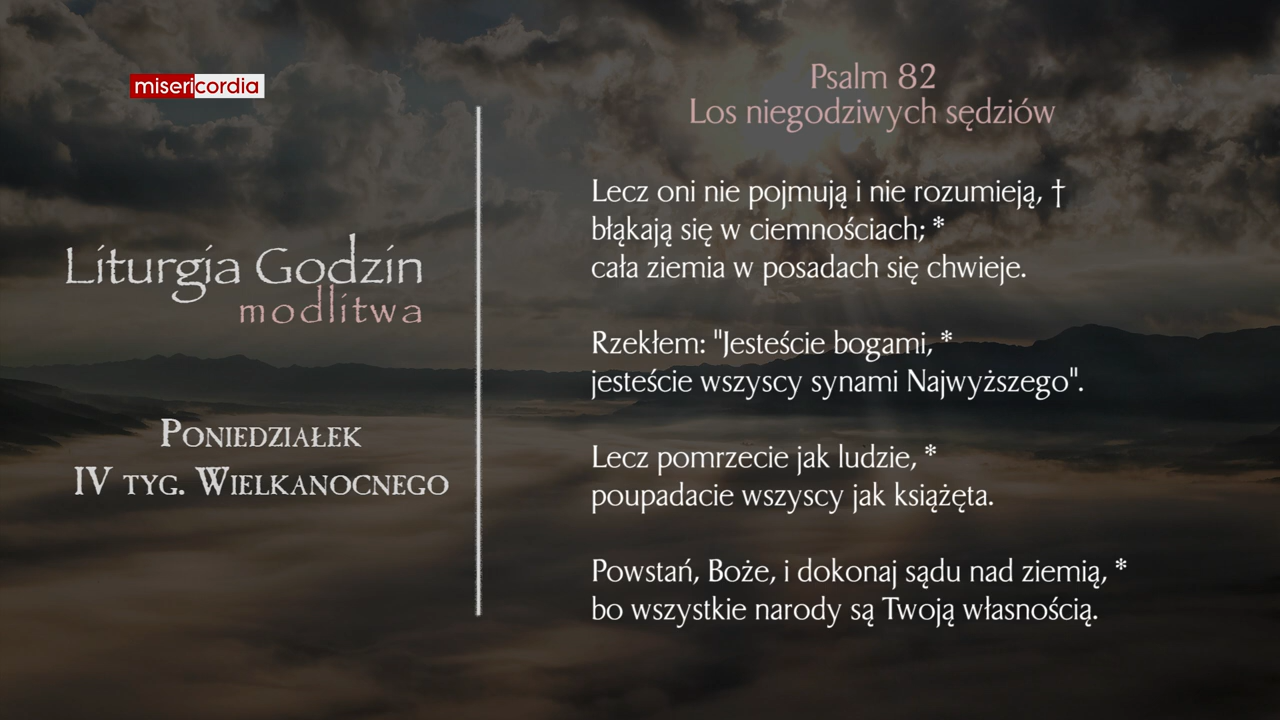 misericordia
Liturgia Godzin
modlitwa
Poniedziałek
IV tyg. Wielkanocnego
Psalm 82
Los niegodziwych sędziów
Lecz oni nie pojmują i nie rozumieją, †
błąkają się w ciemnościach; *
cała ziemia w posadach się chwieje.
Rzekłem: "Jesteście bogami, *
jesteście wszyscy synami Najwyższego".
Lecz pomrzecie jak ludzie, *
poupadacie wszyscy jak książęta.
Powstań, Boże, i dokonaj sądu nad ziemią, *
bo wszystkie narody są Twoją własnością.